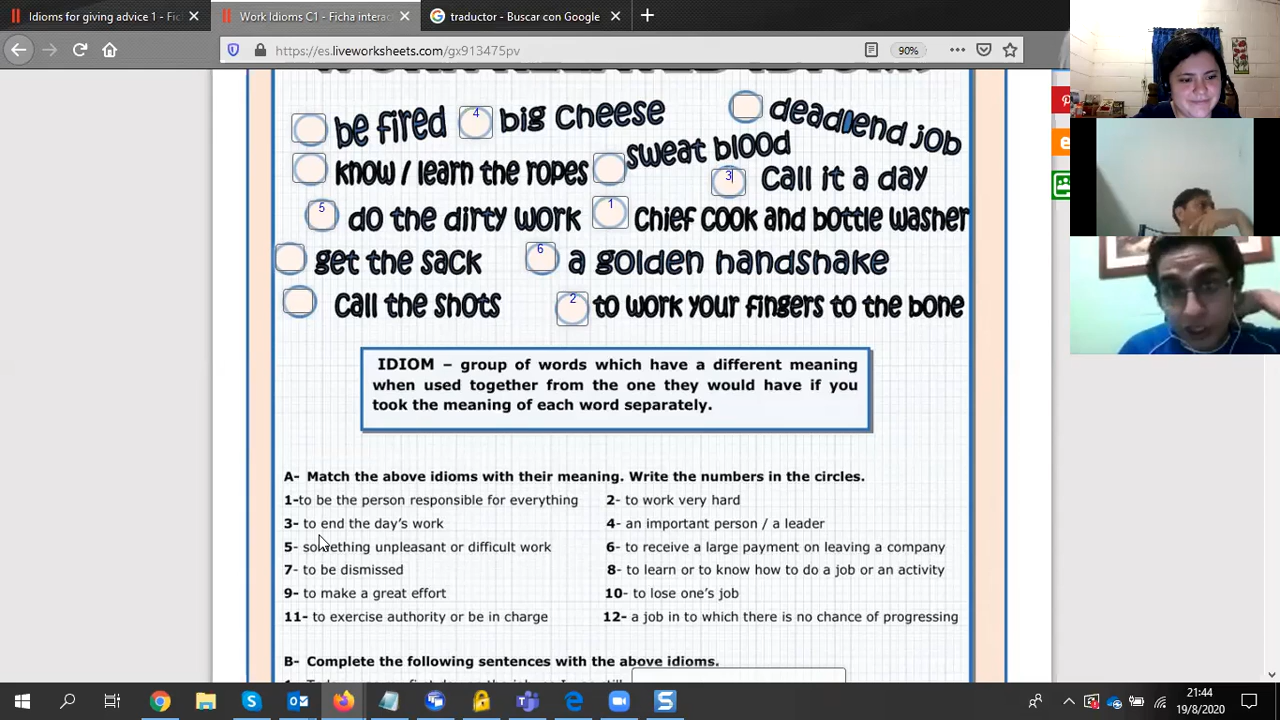 Idioms for giving advice 1 - Fich
Work Idioms C1 - Ficha interac
traductor - Buscar con Google
https://es.liveworksheets.com/gx913475pv
90%
be fired
4 big Cheese
dead end job
know / learn the ropes
sweat blood
3 Call it a day
5 do the dirty work
1 Chief cook and bottle washer
get the sack
6 a golden handshake
Call the shots
2 to work your fingers to the bone
IDIOM – group of words which have a different meaning
when used together from the one they would have if you
took the meaning of each word separately.
A- Match the above idioms with their meaning. Write the numbers in the circles.
1-to be the person responsible for everything
2- to work very hard
3- to end the day's work
4- an important person / a leader
5- something unpleasant or difficult work
6- to receive a large payment on leaving a company
7- to be dismissed
8- to learn or to know how to do a job or an activity
9- to make a great effort
10- to lose one's job
11- to exercise authority or be in charge
12- a job in to which there is no chance of progressing
B- Complete the following sentences with the above idioms.
21:44
19/8/2020